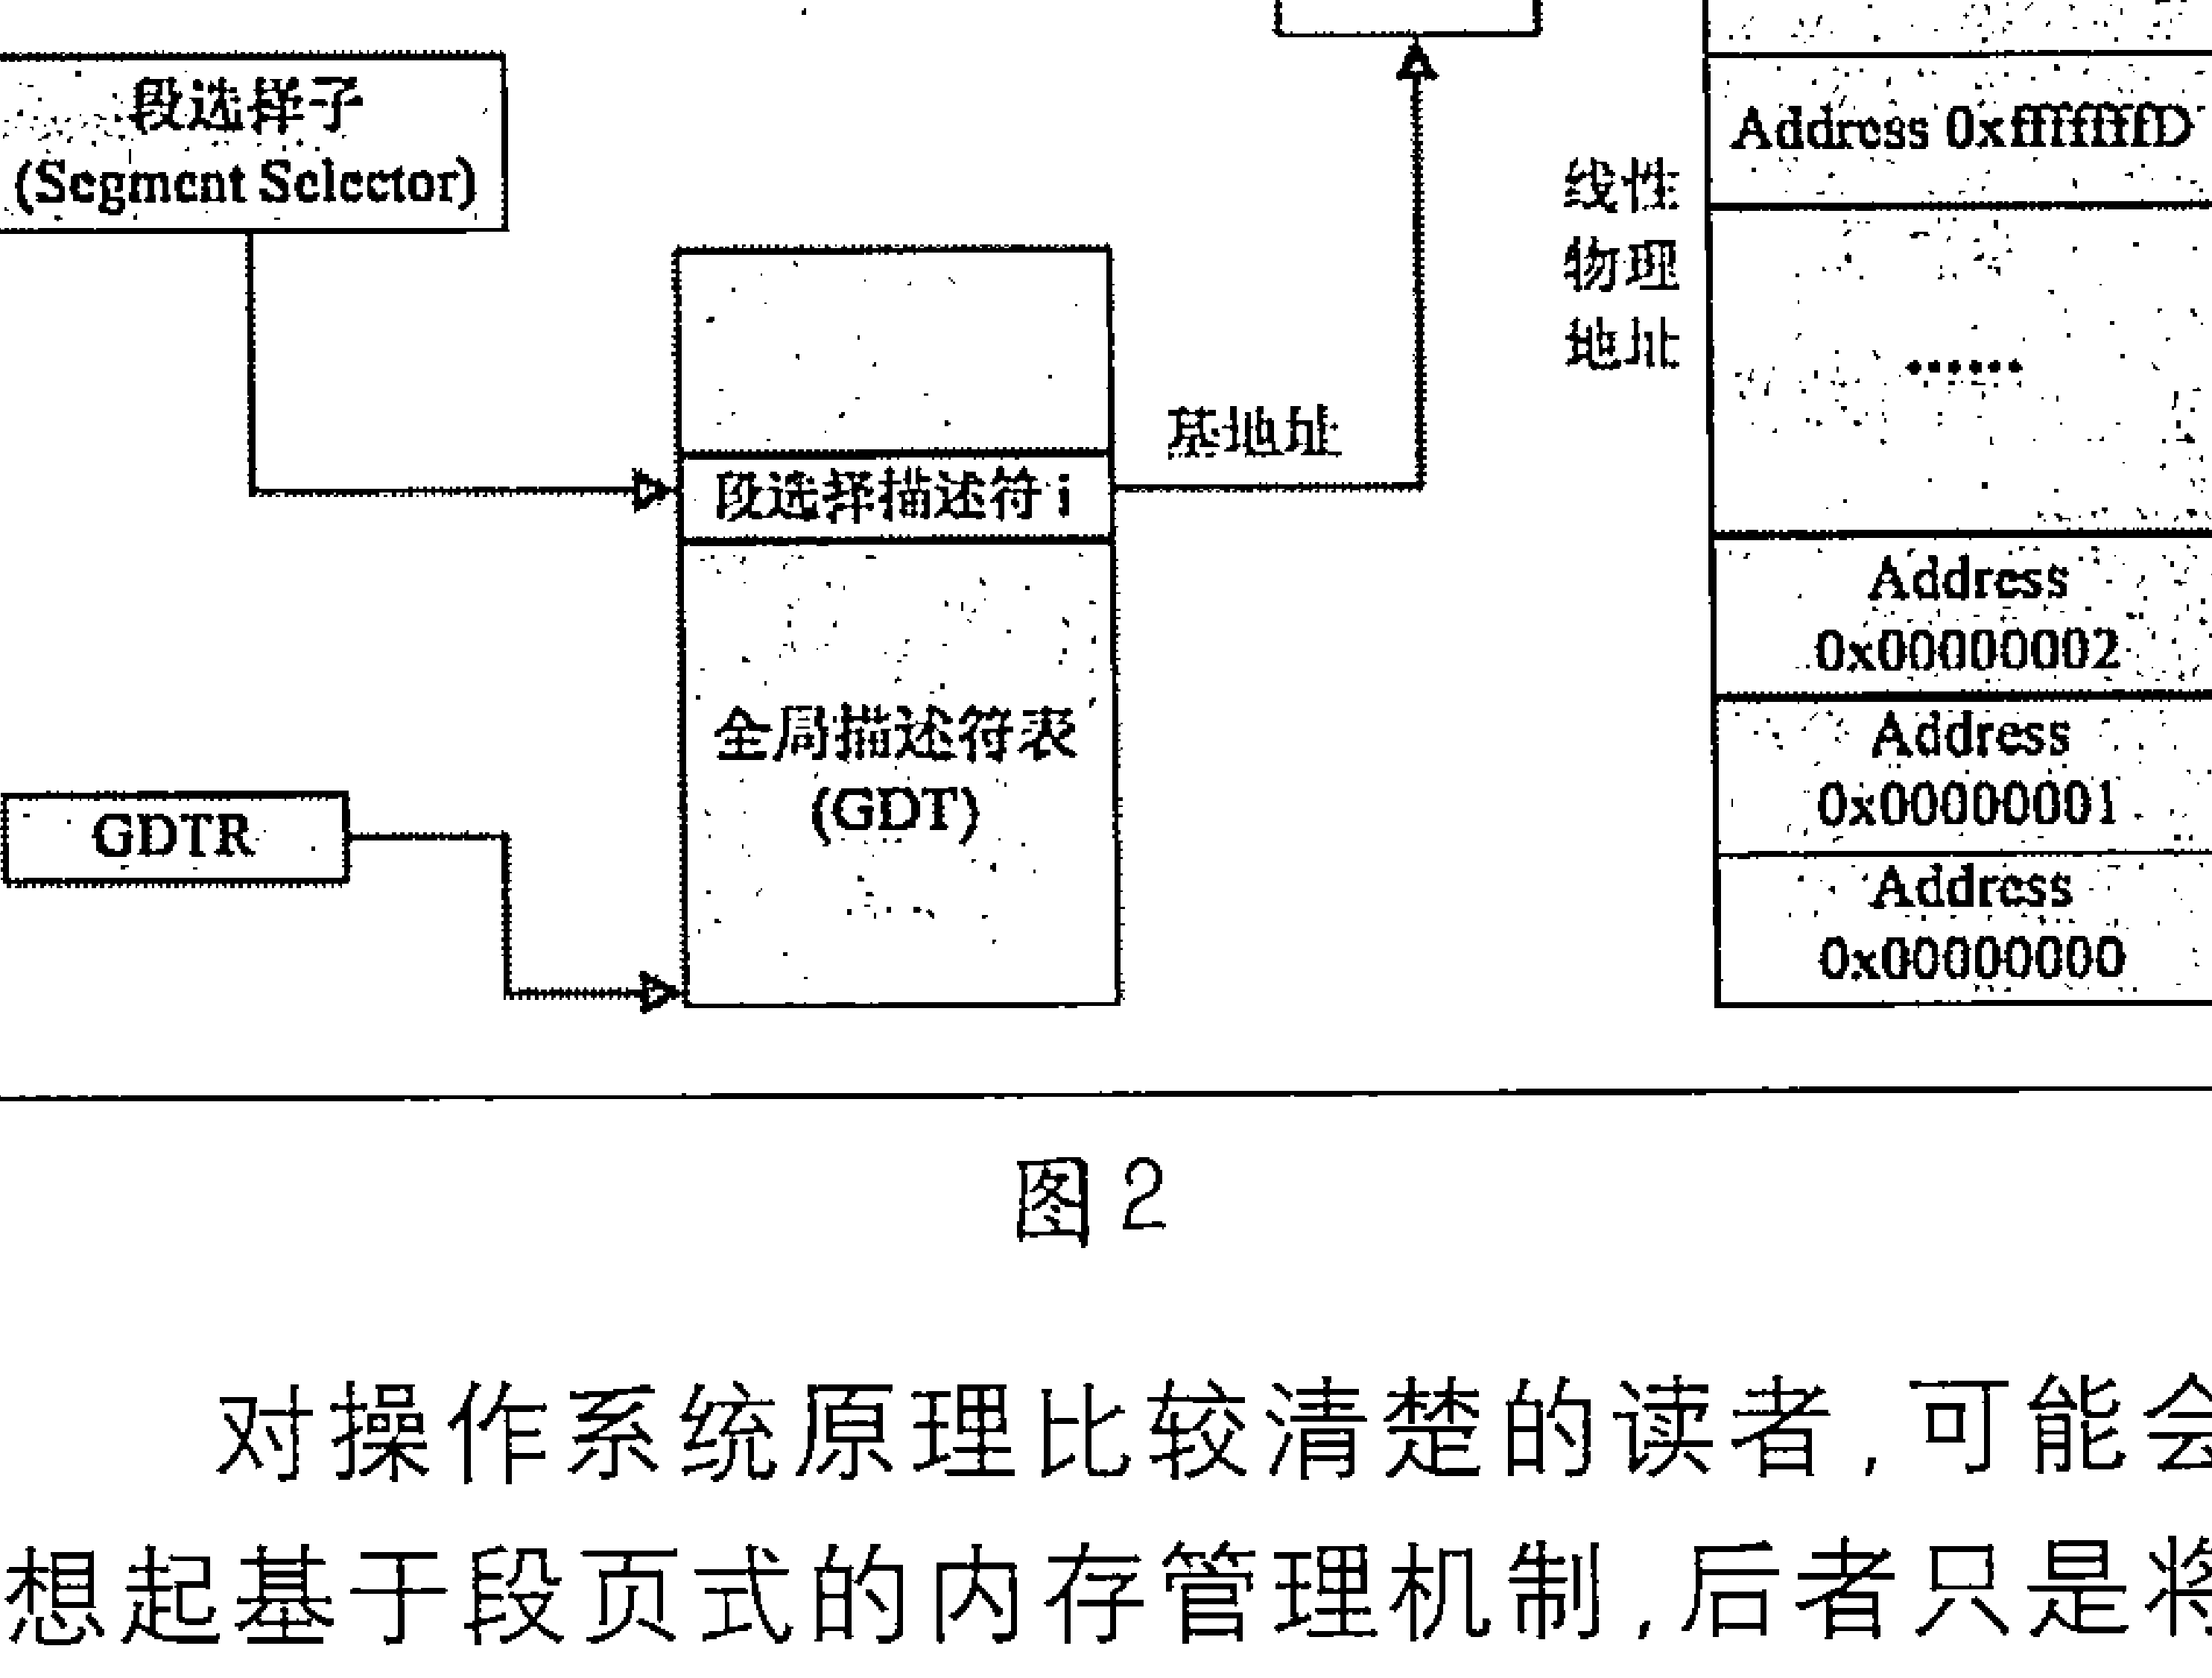 段选择子
(Segment Selector)
段选择描述符 i
全局描述符表
(GDT)
GDTR
基地址
线性
物理
地址
Address 0xfffffffD
......
Address
0x00000002
Address
0x00000001
Address
0x00000000
图 2
对操作系统原理比较清楚的读者,可能会
想起基于段页式的内存管理机制,后者只是将